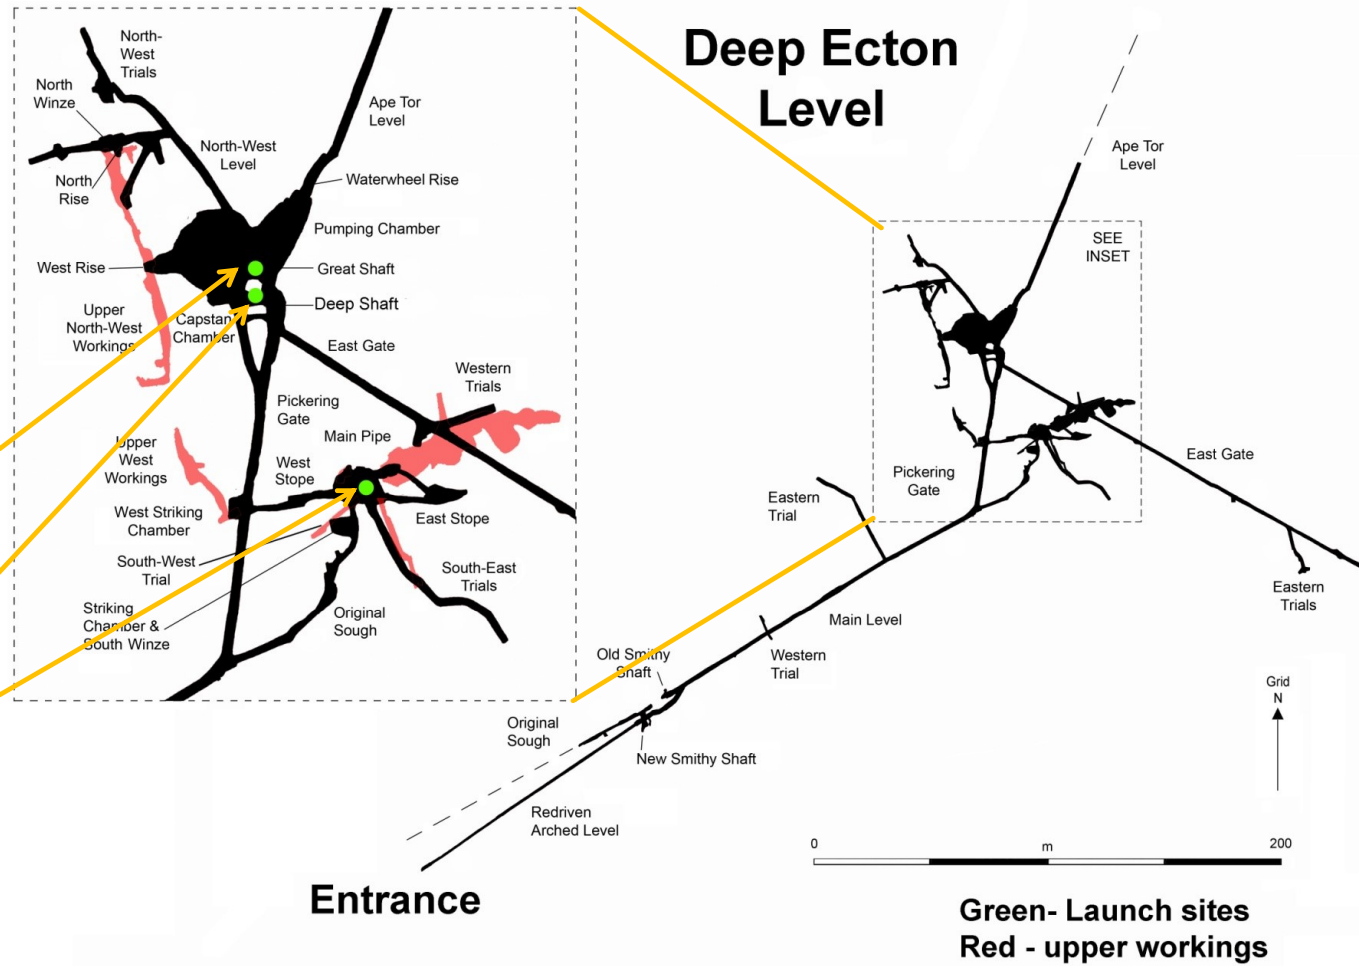 Deep Ecton
Level
North-
West
Trials
North
Winze
Ape Tor
Level
North-West
Level
North
Rise
Waterwheel Rise
Pumping Chamber
West Rise
Great Shaft
Deep Shaft
Upper
North-West
Workings
Capstan
Chamber
East Gate
Western
Trials
Pickering
Gate
Main Pipe
Upper
West
Workings
West
Stope
West Striking
Chamber
East Stope
South-West
Trial
South-East
Trials
Striking
Chamber &
South Winze
Original
Sough
Ape Tor
Level
SEE
INSET
Pickering
Gate
East Gate
Eastern
Trial
Eastern
Trials
Main Level
Western
Trial
Old Smithy
Shaft
Original
Sough
New Smithy Shaft
Redriven
Arched Level
Grid
N
0 m 200
Entrance
Green- Launch sites
Red - upper workings